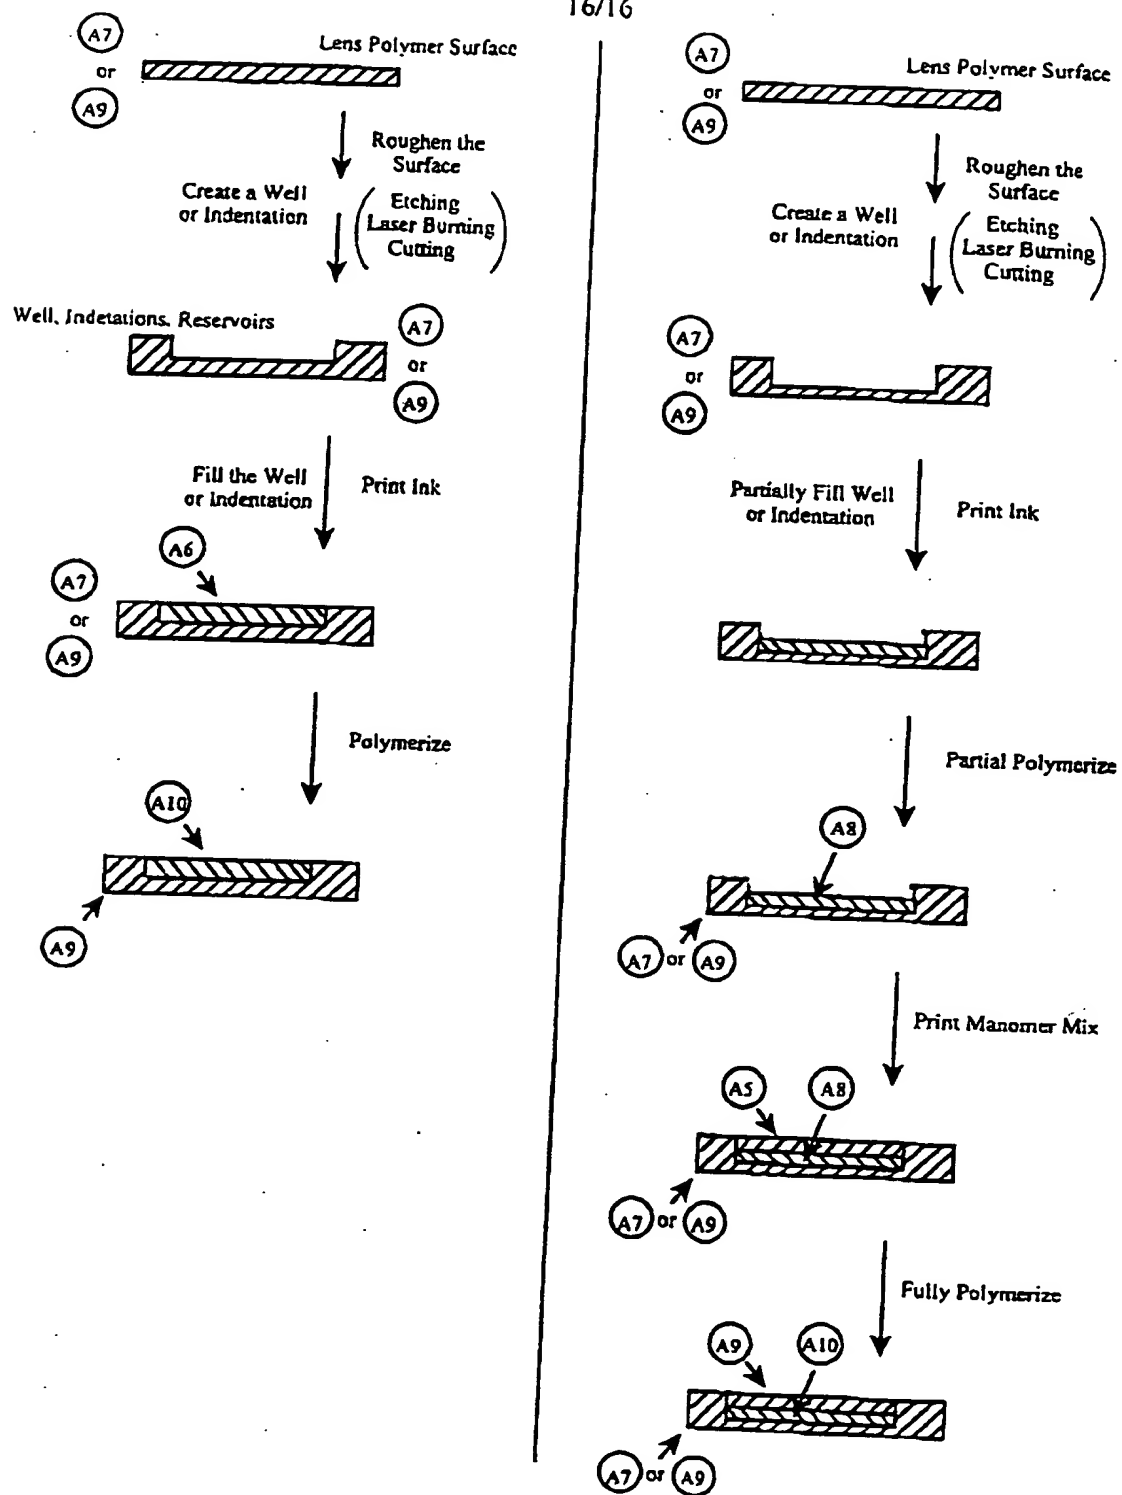 16/16
A7
or
A9
Lens Polymer Surface
Roughen the
Surface
Create a Well
or Indentation
Etching
Laser Burning
Cutting
Well, Indetations, Reservoirs
A7
or
A9
Fill the Well
or Indentation
Print Ink
A6
A7
or
A9
Polymerize
A10
A9
A7
or
A9
Lens Polymer Surface
Roughen the
Surface
Create a Well
or Indentation
Etching
Laser Burning
Cutting
A7
or
A9
Partially Fill Well
or Indentation
Print Ink
Partial Polymerize
A8
A7 or A9
Print Manomer Mix
A5 A8
A7 or A9
Fully Polymerize
A9 A10
A7 or A9